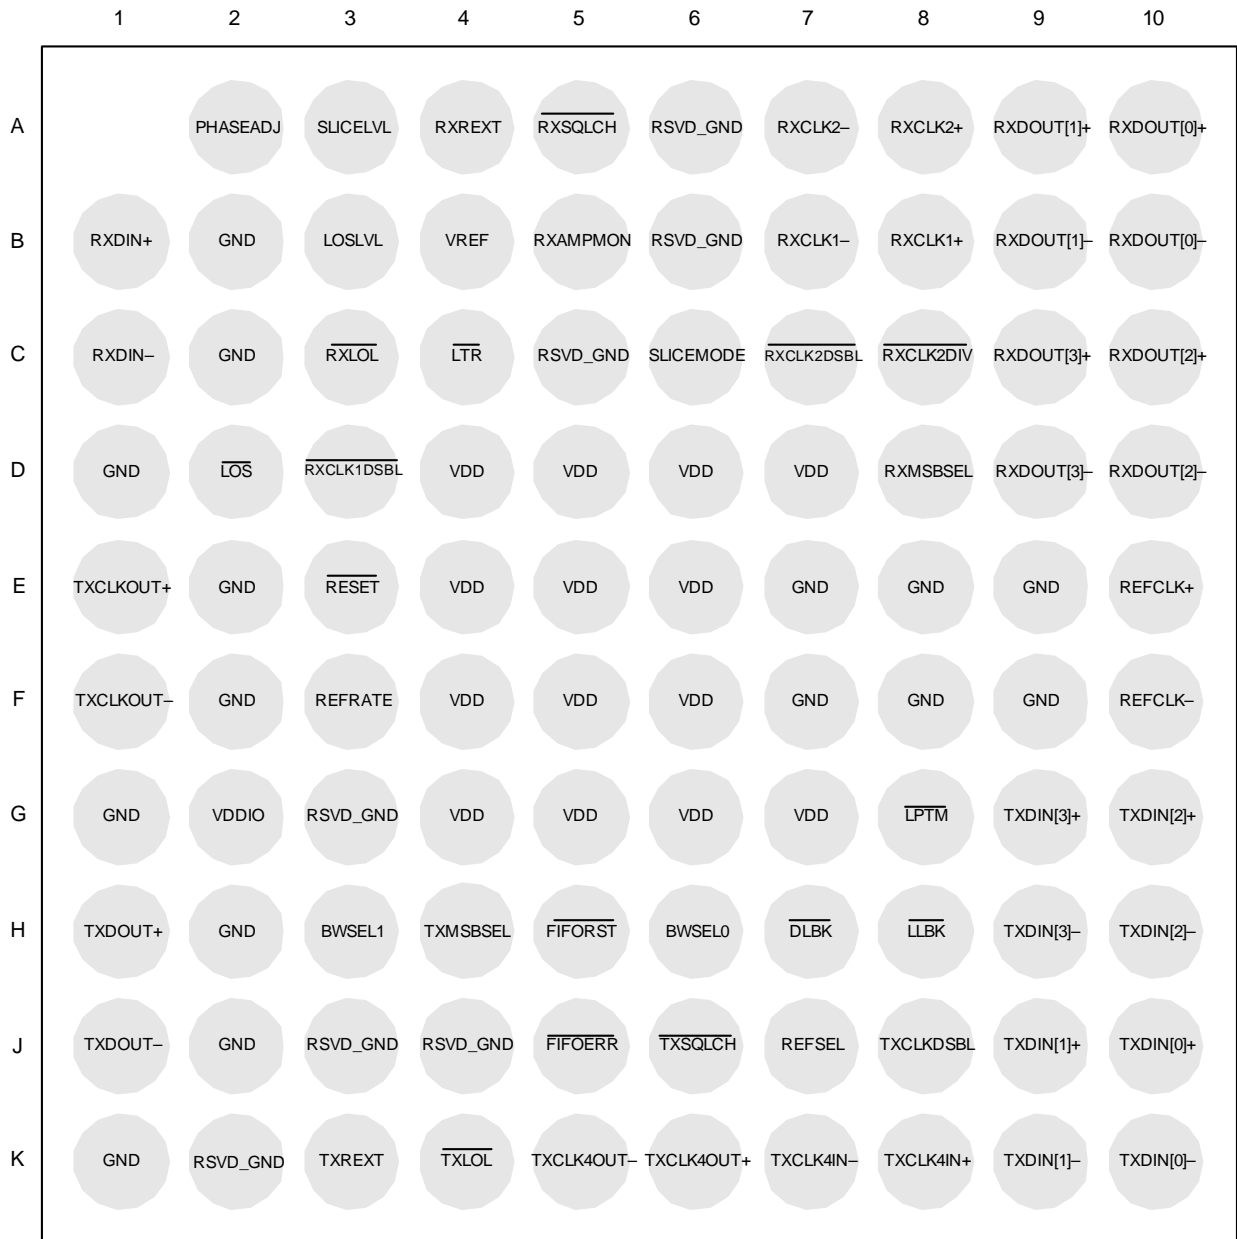 1 2 3 4 5 6 7 8 9 10
A PHASEADJ SLICELVL RXREXT RXSQLCH RSVD_GND RXCLK2– RXCLK2+ RXDOUT[1]+ RXDOUT[0]+
B RXDIN+ GND LOSLVL VREF RXAMPMON RSVD_GND RXCLK1– RXCLK1+ RXDOUT[1]– RXDOUT[0]–
C RXDIN– GND RXLOL LTR RSVD_GND SLICEMODE RXCLK2DSBL RXCLK2DIV RXDOUT[3]+ RXDOUT[2]+
D GND LOS RXCLK1DSBL VDD VDD VDD VDD RXMSBSEL RXDOUT[3]– RXDOUT[2]–
E TXCLKOUT+ GND RESET VDD VDD VDD GND GND GND REFCLK+
F TXCLKOUT– GND REFRATE VDD VDD VDD GND GND GND REFCLK–
G GND VDDIO RSVD_GND VDD VDD VDD VDD LPTM TXDIN[3]+ TXDIN[2]+
H TXDOUT+ GND BWSEL1 TXMSBSEL FIFORST BWSEL0 DLBK LLBK TXDIN[3]– TXDIN[2]–
J TXDOUT– GND RSVD_GND RSVD_GND FIFOERR TXSQLCH REFSEL TXCLKDSBL TXDIN[1]+ TXDIN[0]+
K GND RSVD_GND TXREXT TXLOL TXCLK4OUT– TXCLK4OUT+ TXCLK4IN– TXCLK4IN+ TXDIN[1]– TXDIN[0]–